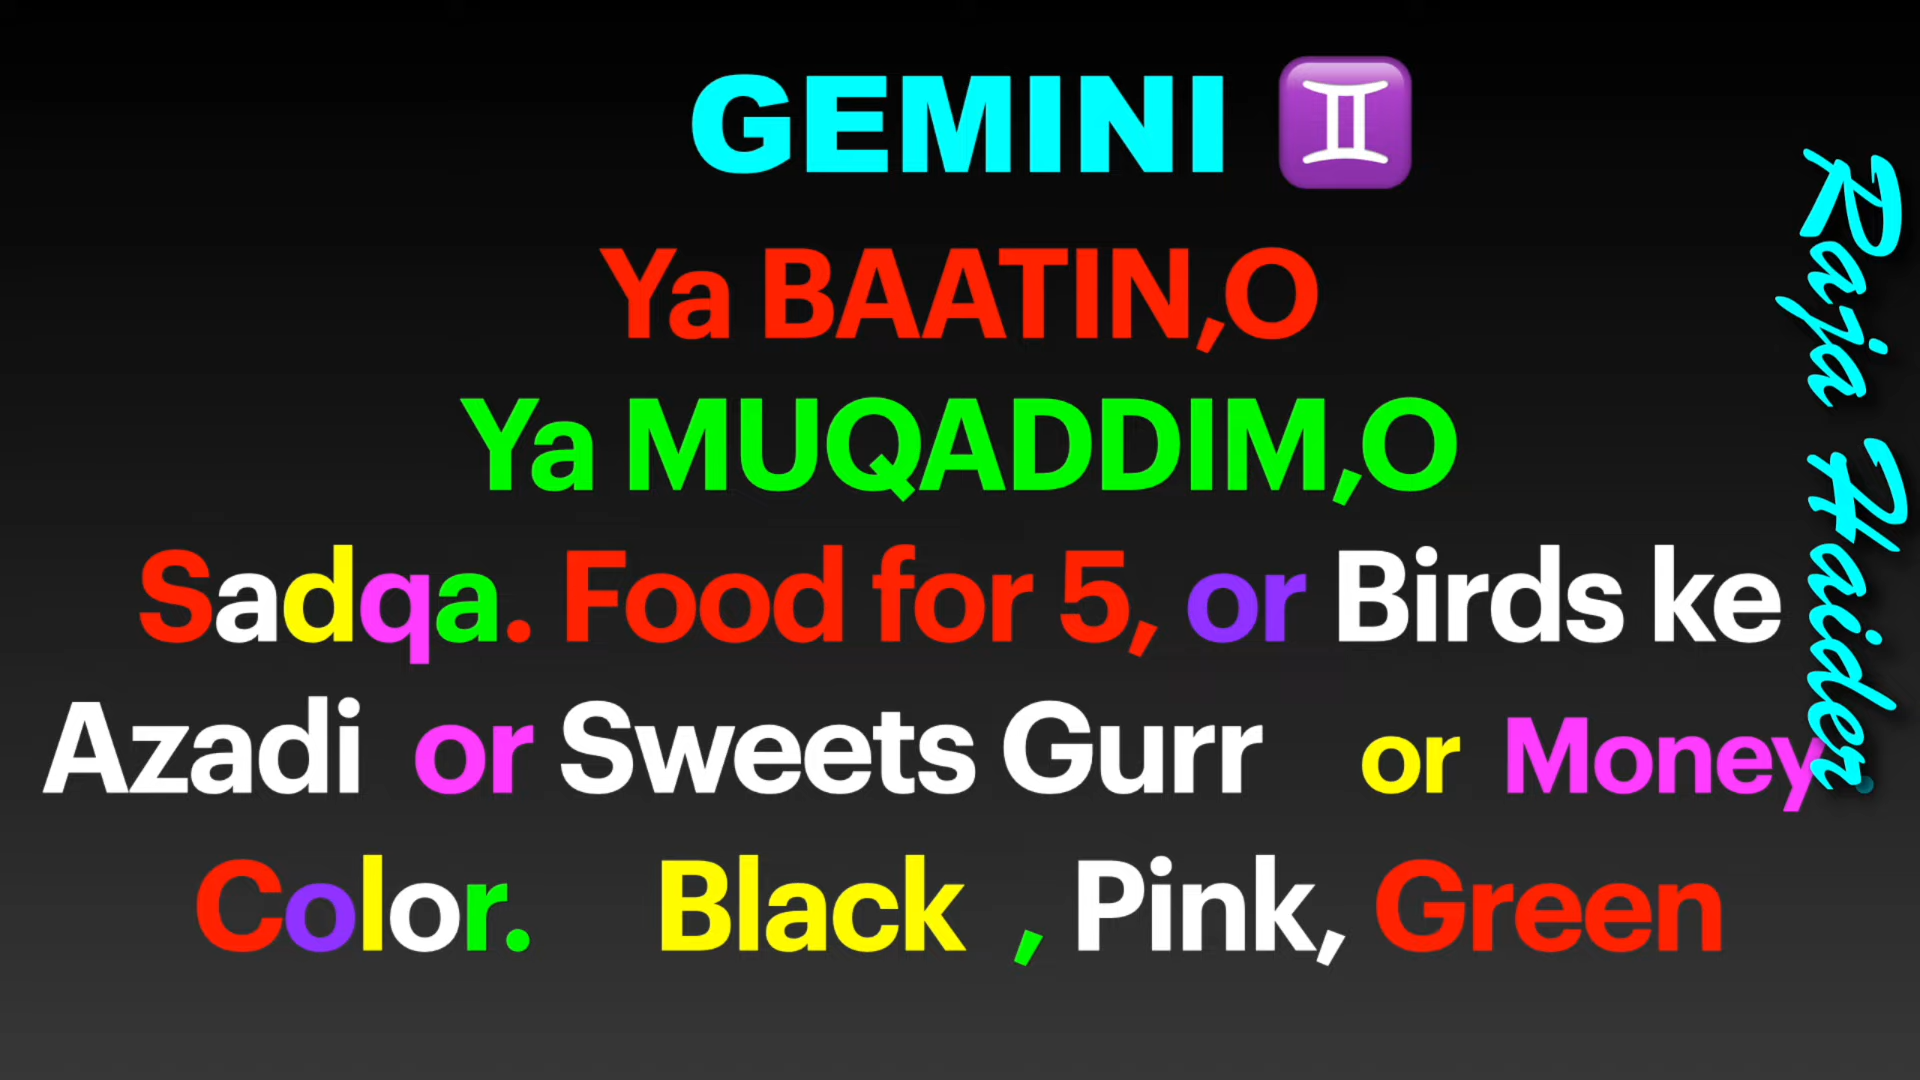 GEMINI ♊
Ya BAATIN,O
Ya MUQADDIM,O
Sadqa. Food for 5, or Birds ke
Azadi or Sweets Gurr or Money
Color. Black , Pink, Green
Raja Haider